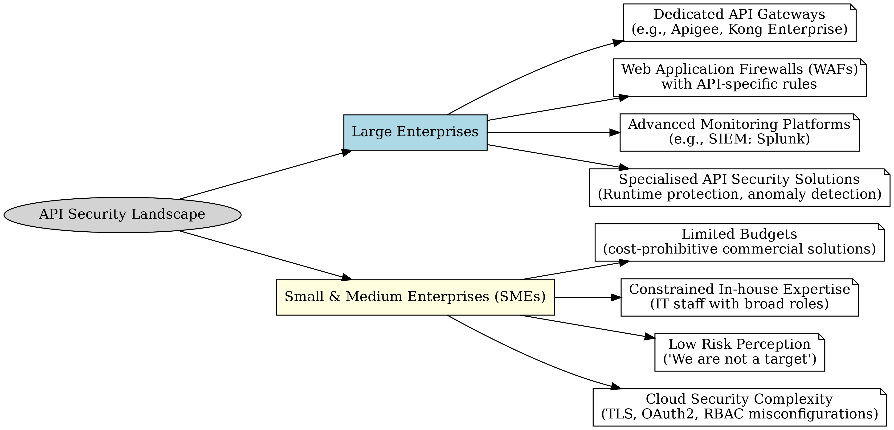 API Security Landscape
Large Enterprises
Dedicated API Gateways
(e.g., Apigee, Kong Enterprise)
Web Application Firewalls (WAFs)
with API-specific rules
Advanced Monitoring Platforms
(e.g., SIEM: Splunk)
Specialised API Security Solutions
(Runtime protection, anomaly detection)
Small & Medium Enterprises (SMEs)
Limited Budgets
(cost-prohibitive commercial solutions)
Constrained In-house Expertise
(IT staff with broad roles)
Low Risk Perception
('We are not a target')
Cloud Security Complexity
(TLS, OAuth2, RBAC misconfigurations)